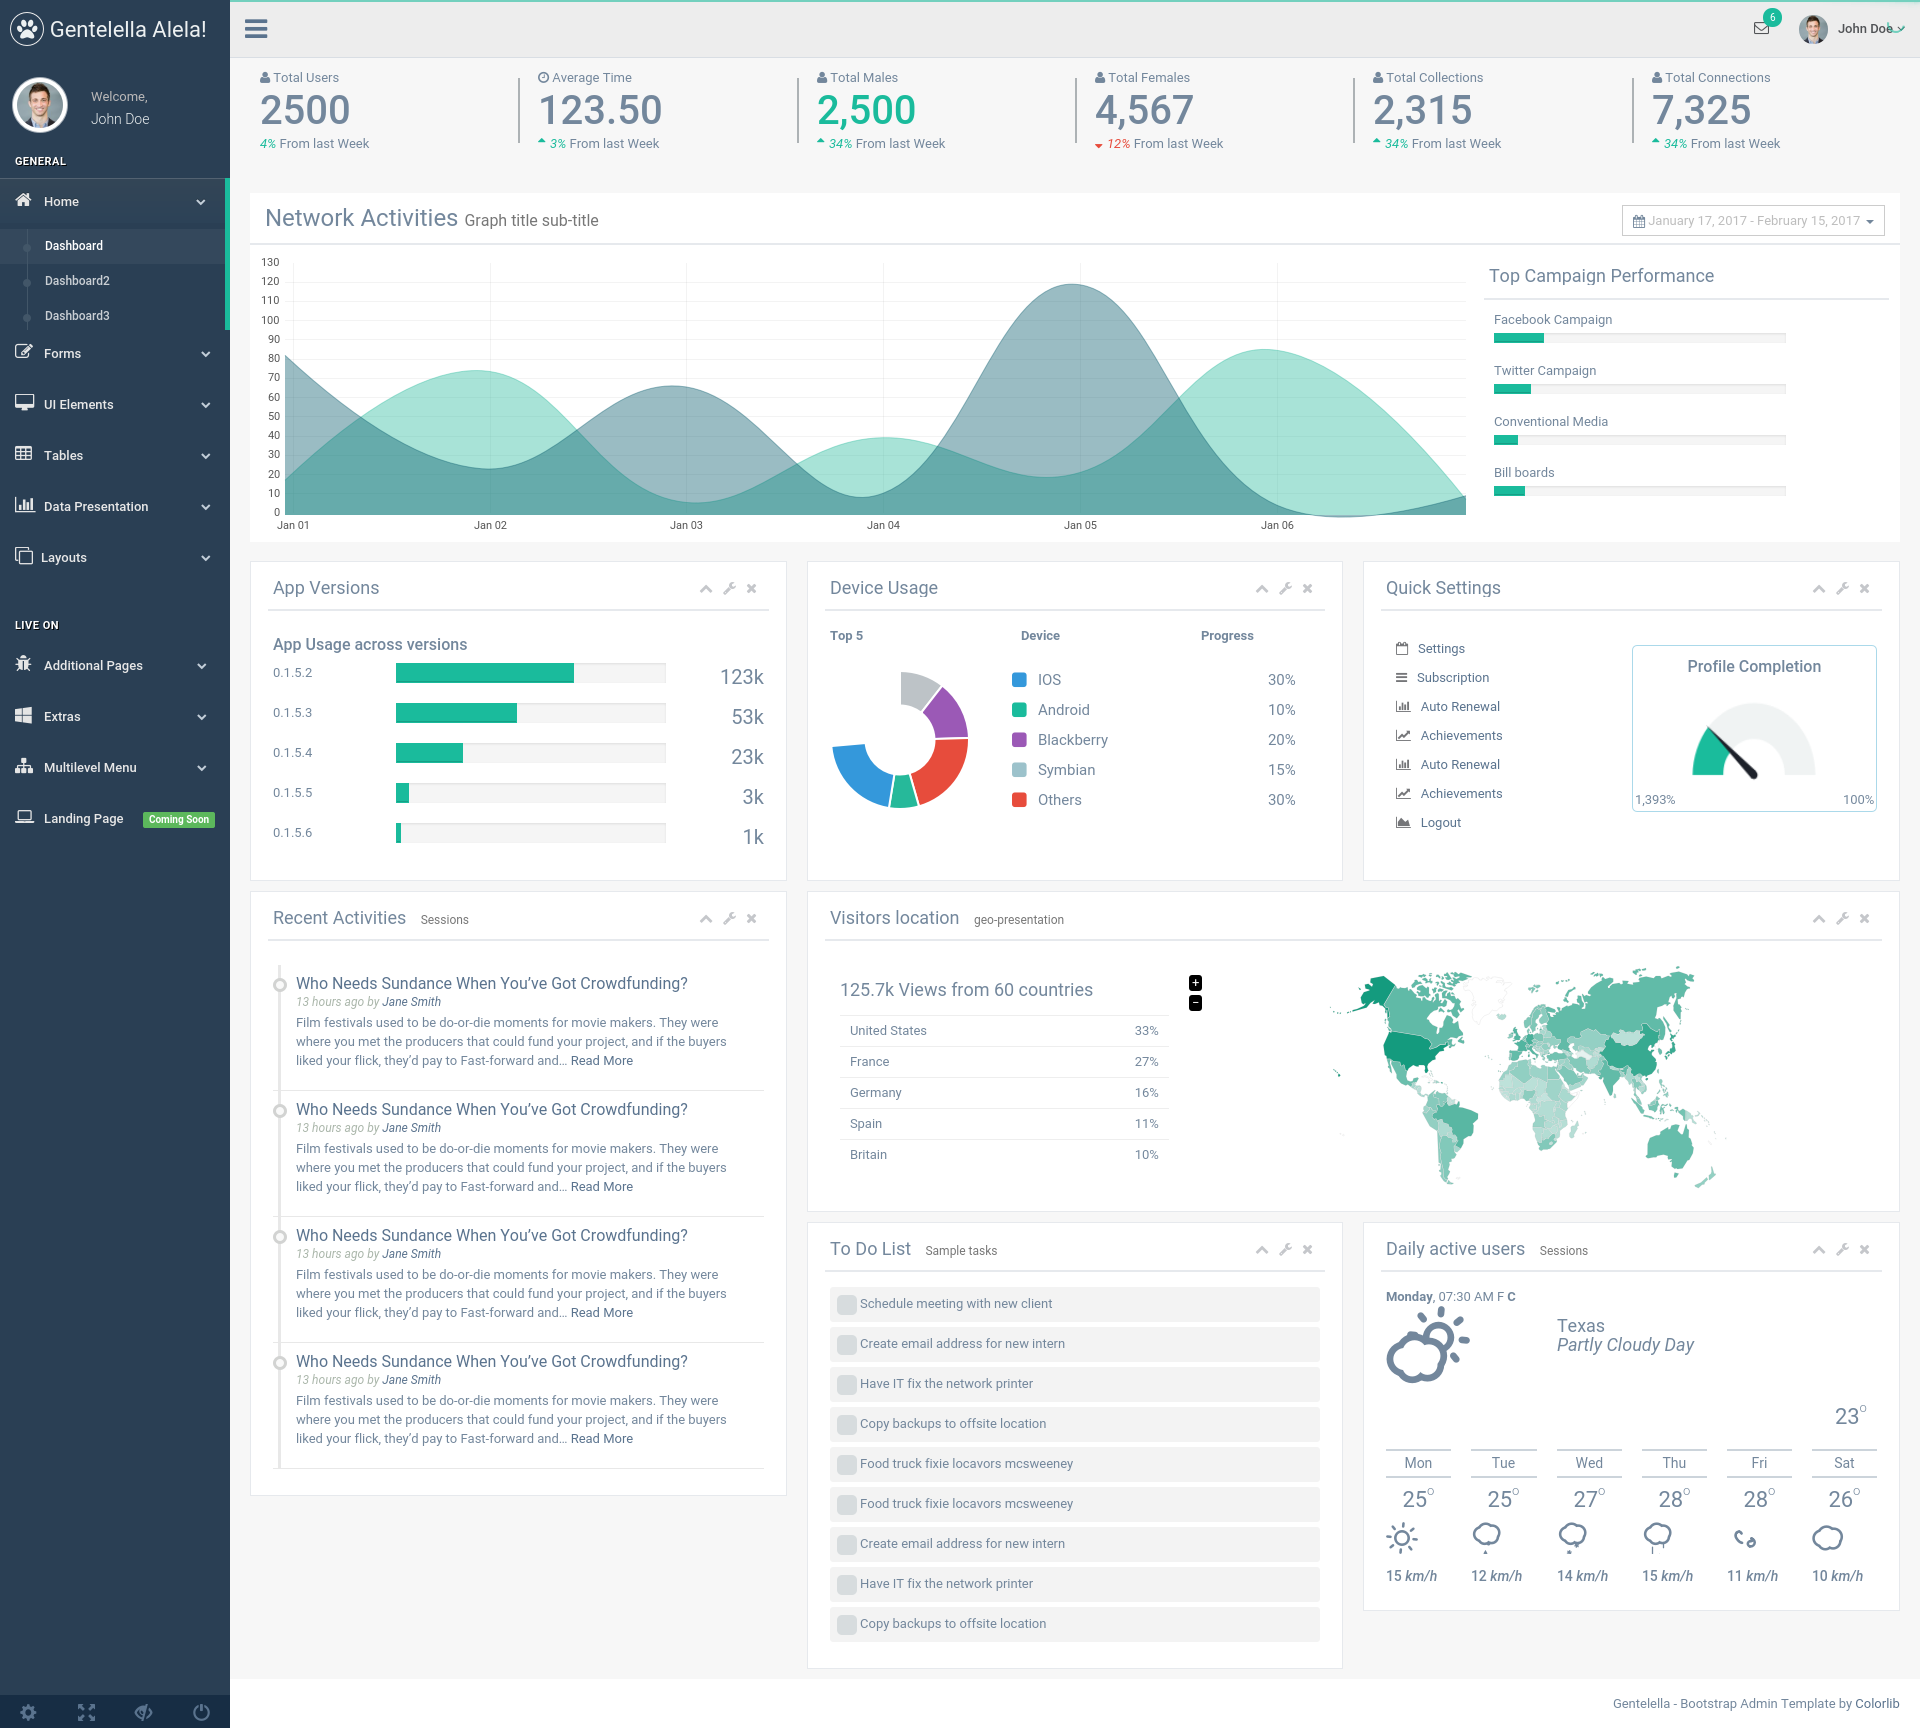 Gentelella Alela!
Welcome,
John Doe
GENERAL
Home
Dashboard
Dashboard2
Dashboard3
Forms
UI Elements
Tables
Data Presentation
Layouts
LIVE ON
Additional Pages
Extras
Multilevel Menu
Landing Page Coming Soon
6
John Doe
Total Users
2500
4% From last Week
Average Time
123.50
3% From last Week
Total Males
2,500
34% From last Week
Total Females
4,567
12% From last Week
Total Collections
2,315
34% From last Week
Total Connections
7,325
34% From last Week
Network Activities Graph title sub-title
January 17, 2017 - February 15, 2017
130
120
110
100
90
80
70
60
50
40
30
20
10
0
Jan 01 Jan 02 Jan 03 Jan 04 Jan 05 Jan 06
Top Campaign Performance
Facebook Campaign
Twitter Campaign
Conventional Media
Bill boards
App Versions
App Usage across versions
0.1.5.2 123k
0.1.5.3 53k
0.1.5.4 23k
0.1.5.5 3k
0.1.5.6 1k
Device Usage
Top 5 Device Progress
IOS 30%
Android 10%
Blackberry 20%
Symbian 15%
Others 30%
Quick Settings
Settings
Subscription
Auto Renewal
Achievements
Auto Renewal
Achievements
Logout
Profile Completion
1,393% 100%
Recent Activities Sessions
Who Needs Sundance When You’ve Got Crowdfunding?
13 hours ago by Jane Smith
Film festivals used to be do-or-die moments for movie makers. They were
where you met the producers that could fund your project, and if the buyers
liked your flick, they’d pay to Fast-forward and… Read More
Who Needs Sundance When You’ve Got Crowdfunding?
13 hours ago by Jane Smith
Film festivals used to be do-or-die moments for movie makers. They were
where you met the producers that could fund your project, and if the buyers
liked your flick, they’d pay to Fast-forward and… Read More
Who Needs Sundance When You’ve Got Crowdfunding?
13 hours ago by Jane Smith
Film festivals used to be do-or-die moments for movie makers. They were
where you met the producers that could fund your project, and if the buyers
liked your flick, they’d pay to Fast-forward and… Read More
Who Needs Sundance When You’ve Got Crowdfunding?
13 hours ago by Jane Smith
Film festivals used to be do-or-die moments for movie makers. They were
where you met the producers that could fund your project, and if the buyers
liked your flick, they’d pay to Fast-forward and… Read More
Visitors location geo-presentation
125.7k Views from 60 countries
United States 33%
France 27%
Germany 16%
Spain 11%
Britain 10%
+
−
To Do List Sample tasks
Schedule meeting with new client
Create email address for new intern
Have IT fix the network printer
Copy backups to offsite location
Food truck fixie locavors mcsweeney
Food truck fixie locavors mcsweeney
Create email address for new intern
Have IT fix the network printer
Copy backups to offsite location
Daily active users Sessions
Monday, 07:30 AM F C
Texas
Partly Cloudy Day
23°
Mon Tue Wed Thu Fri Sat
25° 25° 27° 28° 28° 26°
15 km/h 12 km/h 14 km/h 15 km/h 11 km/h 10 km/h
Gentelella - Bootstrap Admin Template by Colorlib